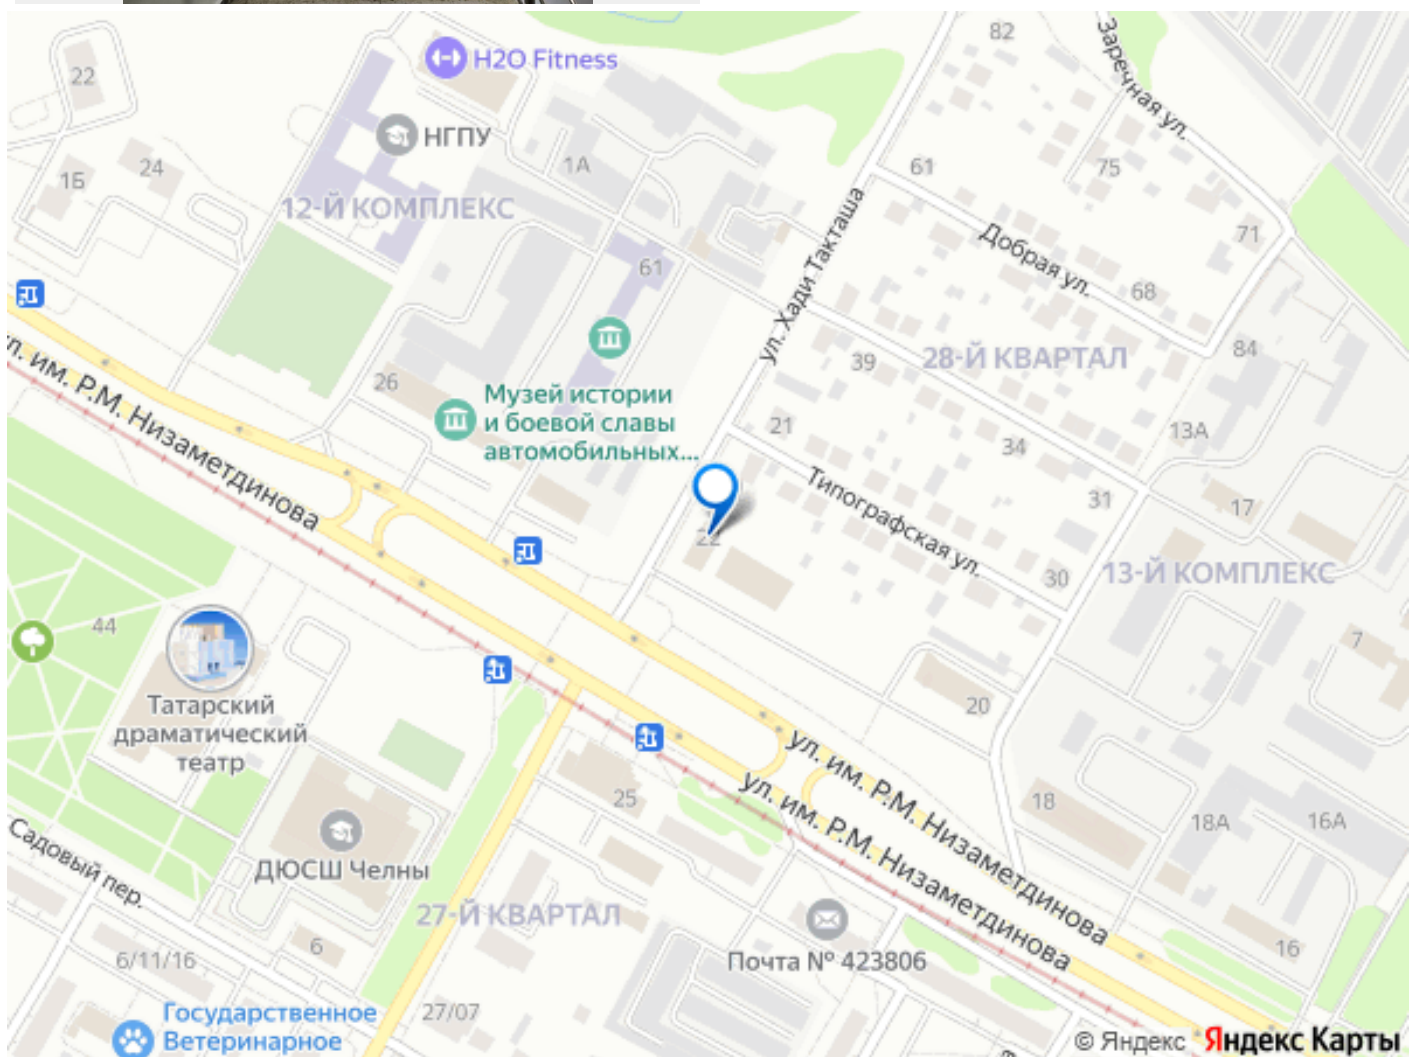 82
Заречная ул.
H2O Fitness
22
НГПУ
1А
61
75
24
1Б
12-Й КОМПЛЕКС
ул. Хади Такташа
Добрая ул.
71
61
68
84
39
28-Й КВАРТАЛ
26
Музей истории
и боевой славы
автомобильных...
ул. им. Р.М. Низаметдинова
21
34
13А
31
17
Типографская ул.
22
30
13-Й КОМПЛЕКС
44
7
Татарский
драматический
театр
20
ул. им. Р.М. Низаметдинова
ул. им. Р.М. Низаметдинова
25
18
18А
16А
Садовый пер.
ДЮСШ Челны
27-Й КВАРТАЛ
6
6/11/16
Почта № 423806
16
27/07
Государственное
Ветеринарное
© Яндекс Яндекс Карты